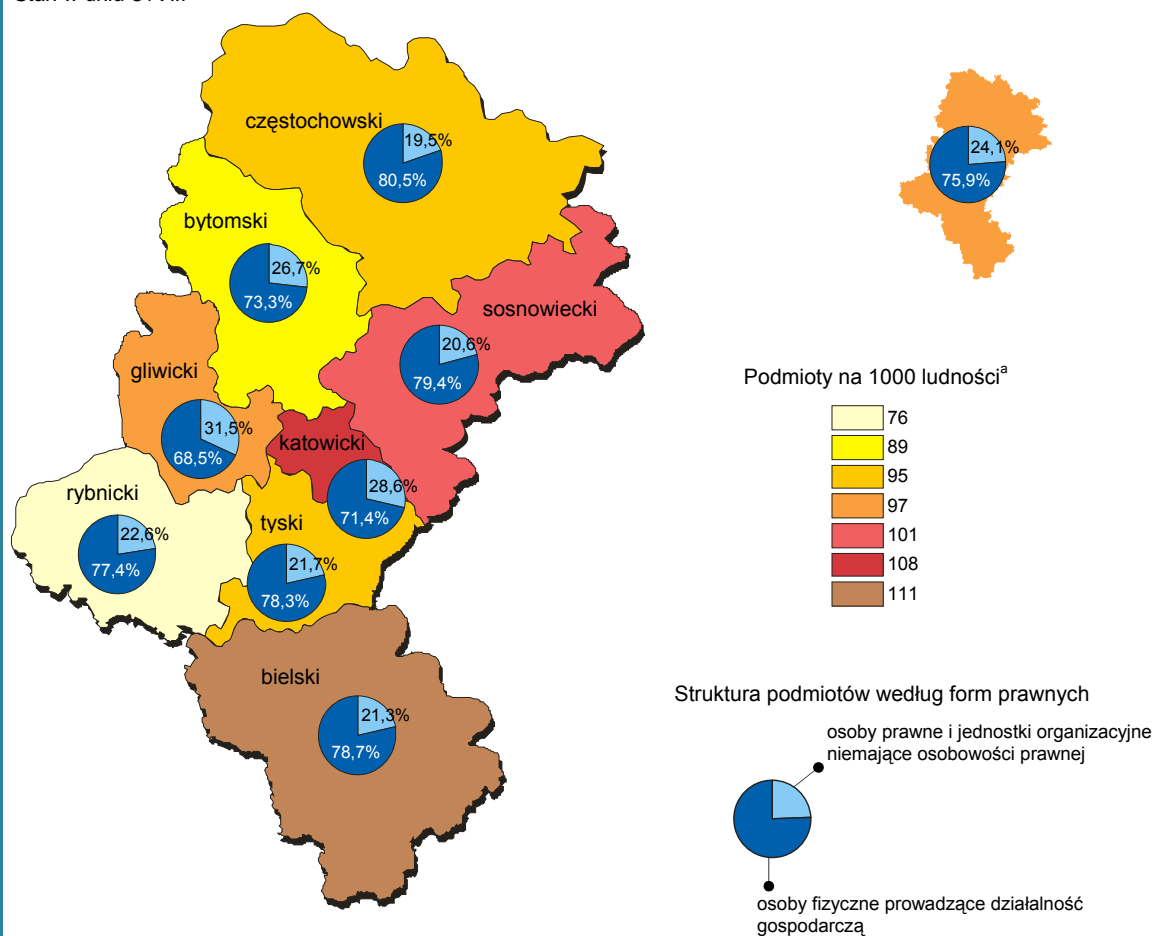 częstochowski
19,5%
80,5%
24,1%
75,9%
bytomski
26,7%
73,3%
sosnowiecki
20,6%
79,4%
gliwicki
31,5%
68,5%
katowicki
28,6%
71,4%
rybnicki
22,6%
77,4%
tyski
21,7%
78,3%
bielski
21,3%
78,7%
Podmioty na 1000 ludnościᵃ
76
89
95
97
101
108
111
Struktura podmiotów według form prawnych
osoby prawne i jednostki organizacyjne
niemające osobowości prawnej
osoby fizyczne prowadzące działalność
gospodarczą